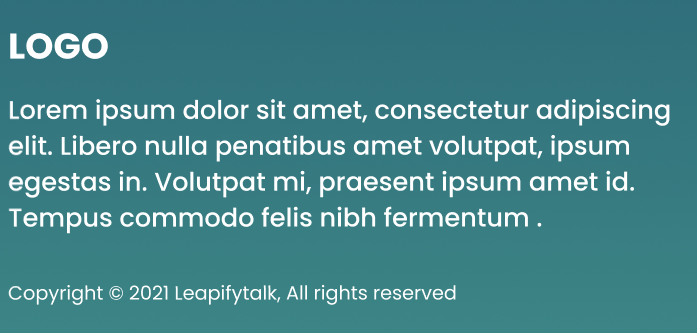 LOGO
Lorem ipsum dolor sit amet, consectetur adipiscing
elit. Libero nulla penatibus amet volutpat, ipsum
egestas in. Volutpat mi, praesent ipsum amet id.
Tempus commodo felis nibh fermentum .
Copyright © 2021 Leapifytalk, All rights reserved